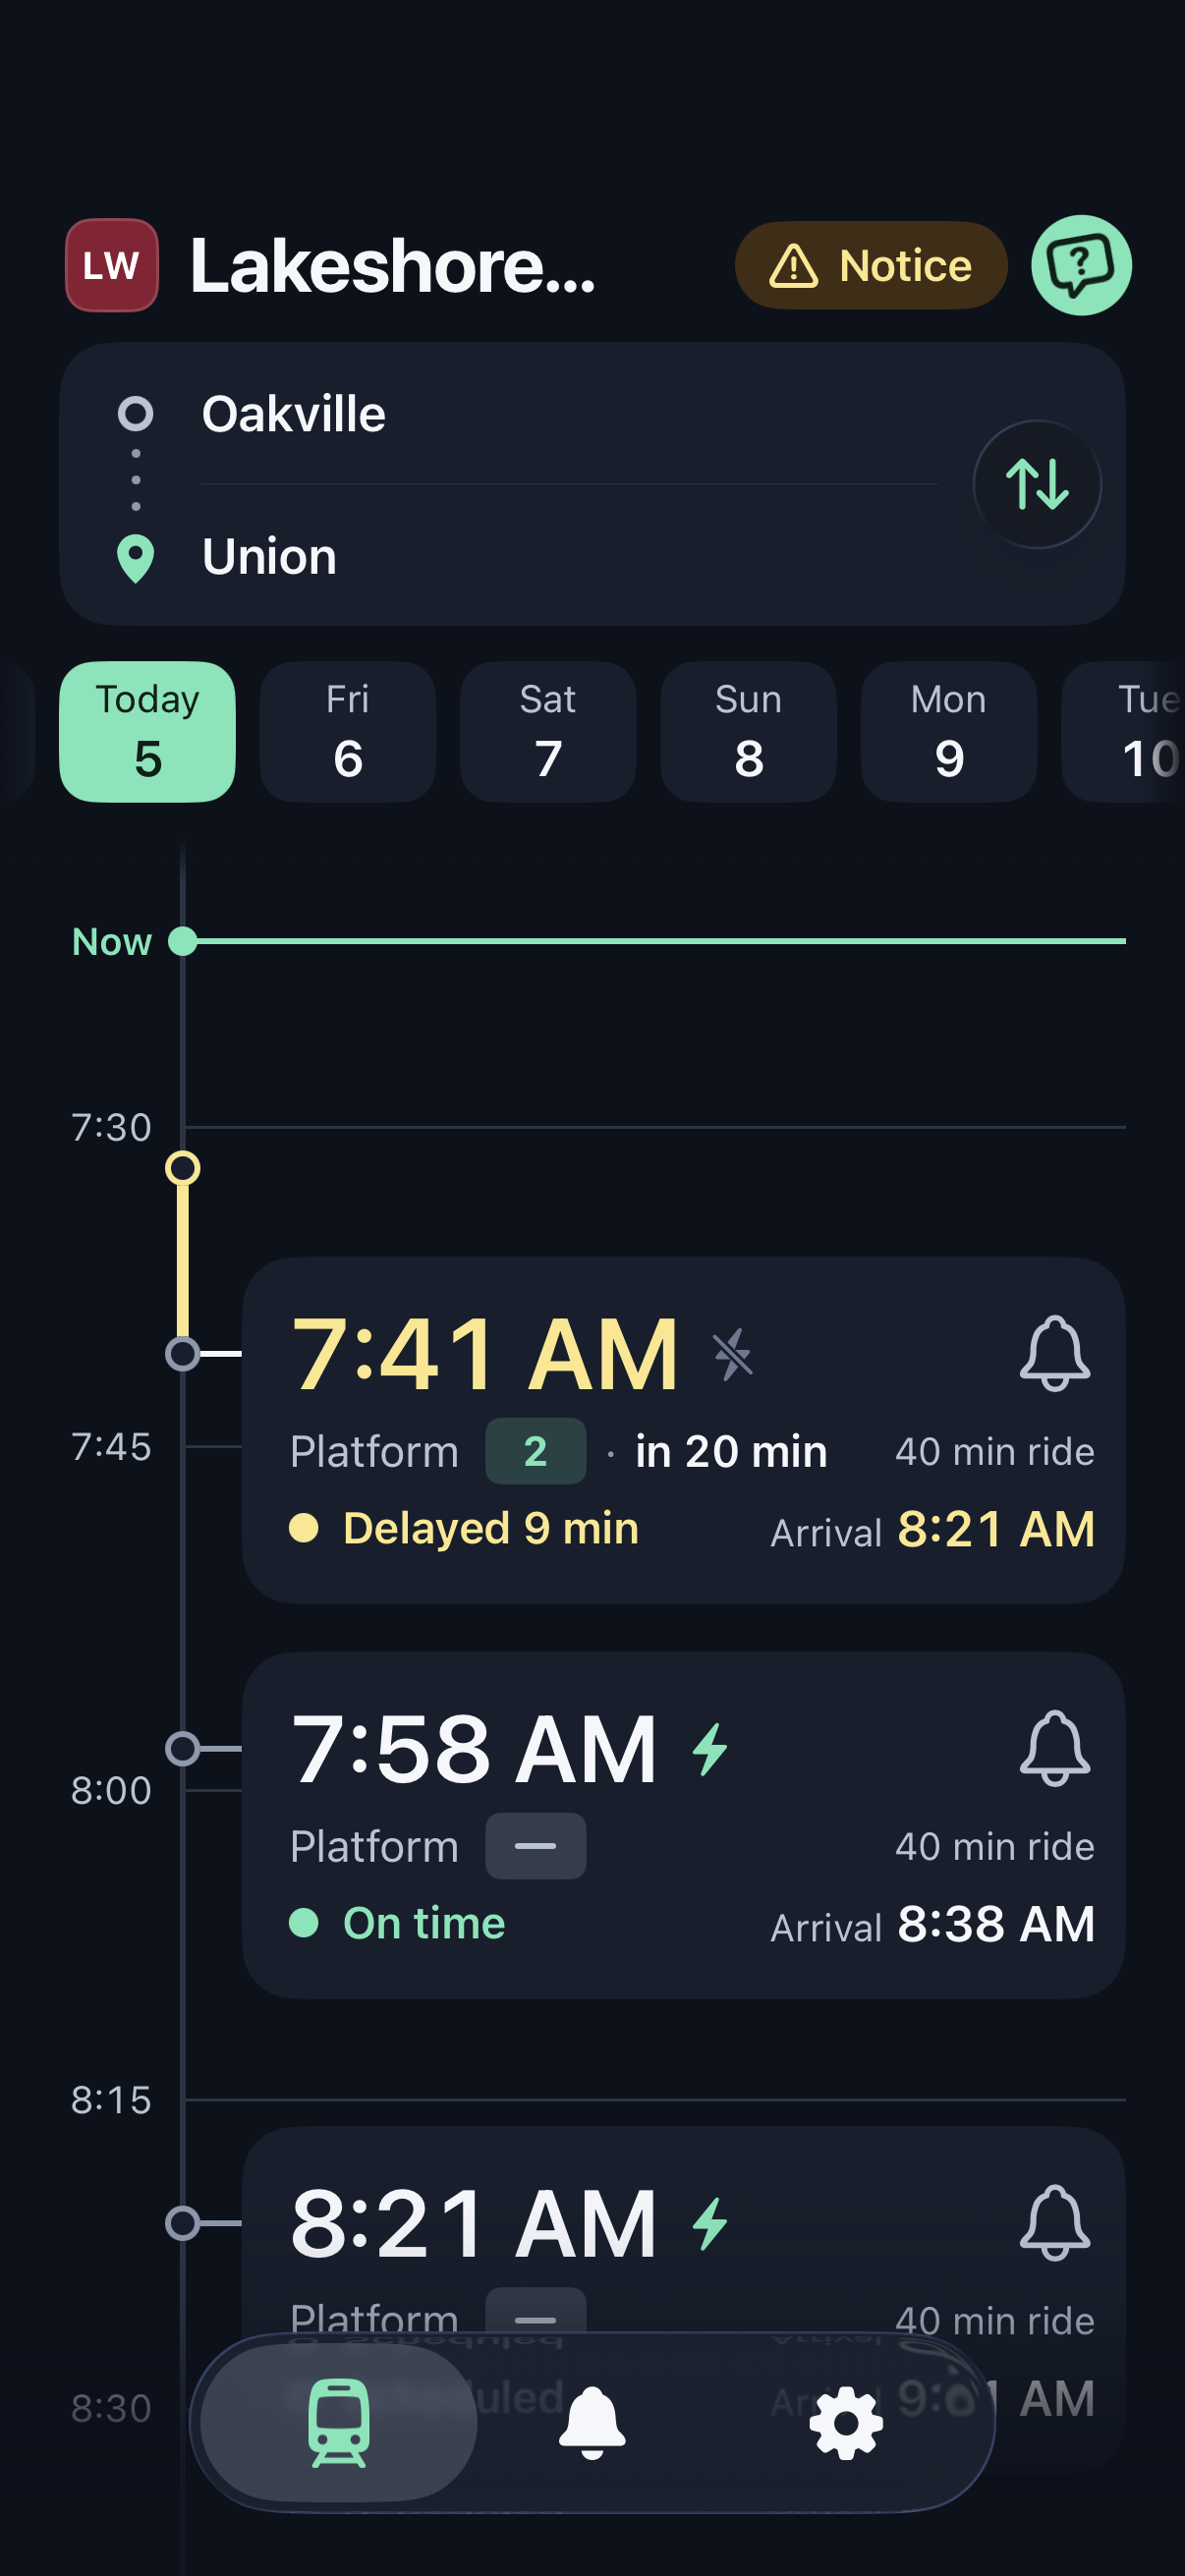 LW Lakeshore... Notice ?
Oakville
Union
Today Fri Sat Sun Mon Tue
5 6 7 8 9 10
Now
7:30
7:41 AM
7:45 Platform 2 · in 20 min 40 min ride
Delayed 9 min Arrival 8:21 AM
7:58 AM
8:00
Platform — 40 min ride
On time Arrival 8:38 AM
8:15
8:21 AM
Platform — 40 min ride
8:30 AM